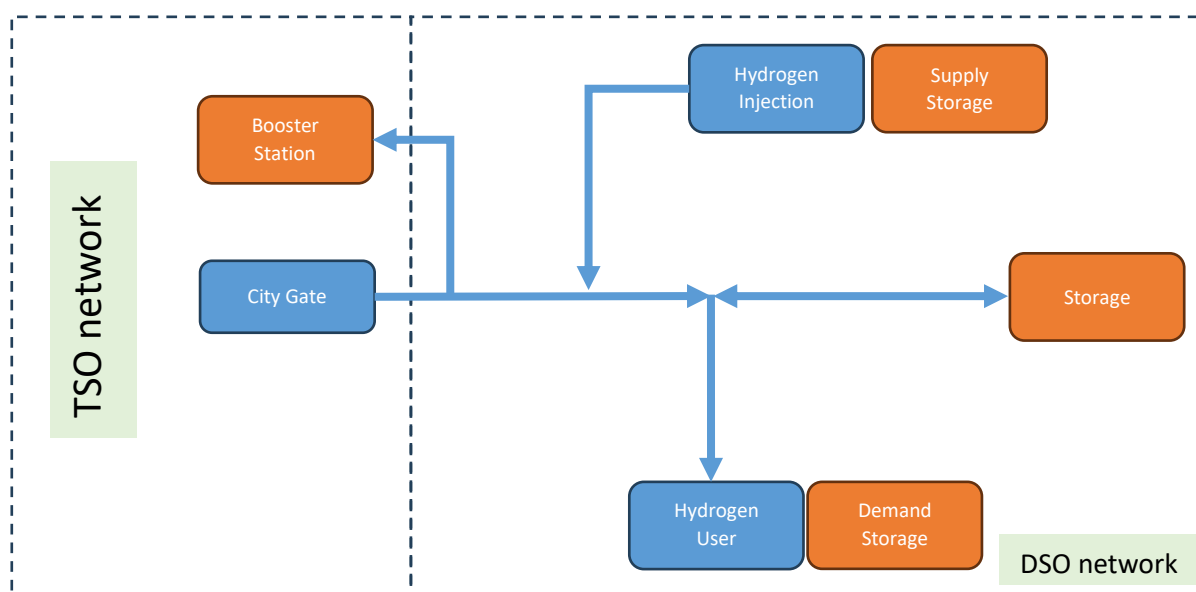 Hydrogen
Injection
Supply
Storage
Booster
Station
TSO network
City Gate
Storage
Hydrogen
User
Demand
Storage
DSO network